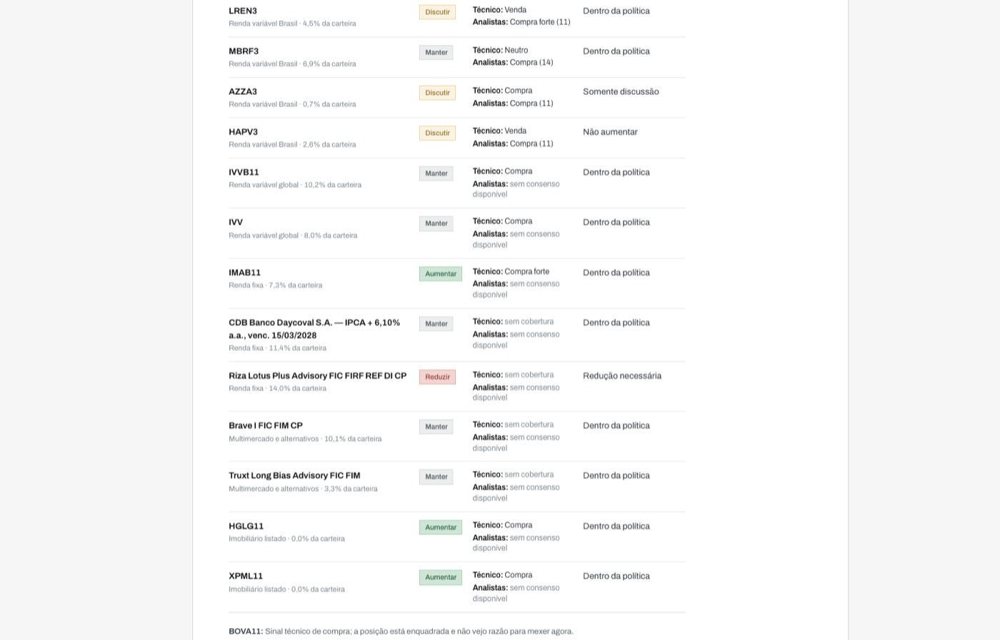 LREN3
Renda variável Brasil · 4,5% da carteira
Discutir
Técnico: Venda
Analistas: Compra forte (11)
Dentro da política
MBRF3
Renda variável Brasil · 6,9% da carteira
Manter
Técnico: Neutro
Analistas: Compra (14)
Dentro da política
AZZA3
Renda variável Brasil · 0,7% da carteira
Discutir
Técnico: Compra
Analistas: Compra (11)
Somente discussão
HAPV3
Renda variável Brasil · 2,6% da carteira
Discutir
Técnico: Venda
Analistas: Compra (11)
Não aumentar
IVVB11
Renda variável global · 10,2% da carteira
Manter
Técnico: Compra
Analistas: sem consenso
disponível
Dentro da política
IVV
Renda variável global · 8,0% da carteira
Manter
Técnico: Compra
Analistas: sem consenso
disponível
Dentro da política
IMAB11
Renda fixa · 7,3% da carteira
Aumentar
Técnico: Compra forte
Analistas: sem consenso
disponível
Dentro da política
CDB Banco Daycoval S.A. — IPCA + 6,10%
a.a., venc. 15/03/2028
Renda fixa · 11,4% da carteira
Manter
Técnico: sem cobertura
Analistas: sem consenso
disponível
Dentro da política
Riza Lotus Plus Advisory FIC FIRF REF DI CP
Renda fixa · 14,0% da carteira
Reduzir
Técnico: sem cobertura
Analistas: sem consenso
disponível
Redução necessária
Brave I FIC FIM CP
Multimercado e alternativos · 10,1% da carteira
Manter
Técnico: sem cobertura
Analistas: sem consenso
disponível
Dentro da política
Truxt Long Bias Advisory FIC FIM
Multimercado e alternativos · 3,3% da carteira
Manter
Técnico: sem cobertura
Analistas: sem consenso
disponível
Dentro da política
HGLG11
Imobiliário listado · 0,0% da carteira
Aumentar
Técnico: Compra
Analistas: sem consenso
disponível
Dentro da política
XPML11
Imobiliário listado · 0,0% da carteira
Aumentar
Técnico: Compra
Analistas: sem consenso
disponível
Dentro da política
BOVA11: Sinal técnico de compra; a posição está enquadrada e não vejo razão para mexer agora.